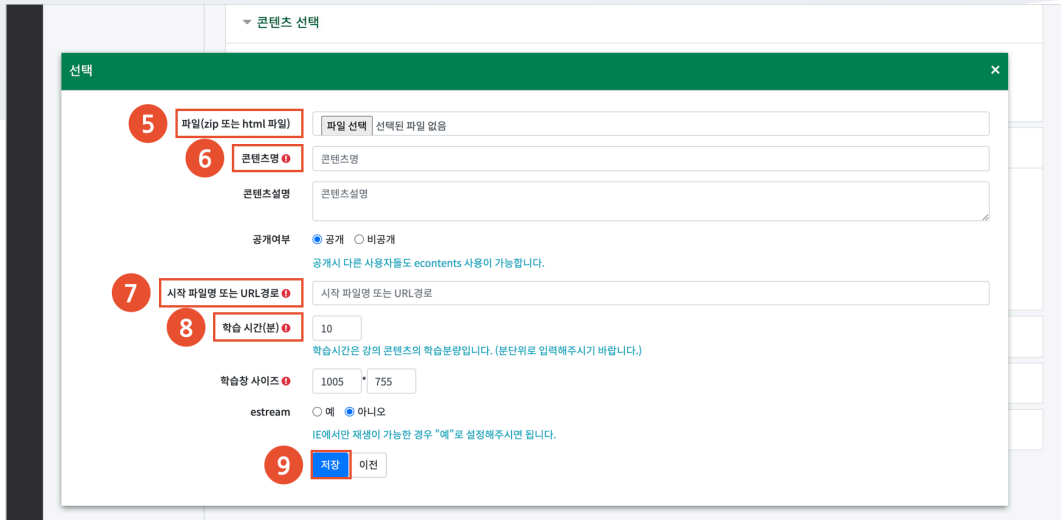 콘텐츠 선택
선택 ×
5 파일(zip 또는 html 파일) 파일 선택 선택된 파일 없음
6 콘텐츠명 콘텐츠명
콘텐츠설명 콘텐츠설명
공개여부 공개 비공개
공개시 다른 사용자들도 econtents 사용이 가능합니다.
7 시작 파일명 또는 URL경로 시작 파일명 또는 URL경로
8 학습 시간(분) 10
학습시간은 강의 콘텐츠의 학습분량입니다. (분단위로 입력해주시기 바랍니다.)
학습창 사이즈 1005 * 755
estream 예 아니오
IE에서만 재생이 가능한 경우 "예"로 설정해주시면 됩니다.
9 저장 이전